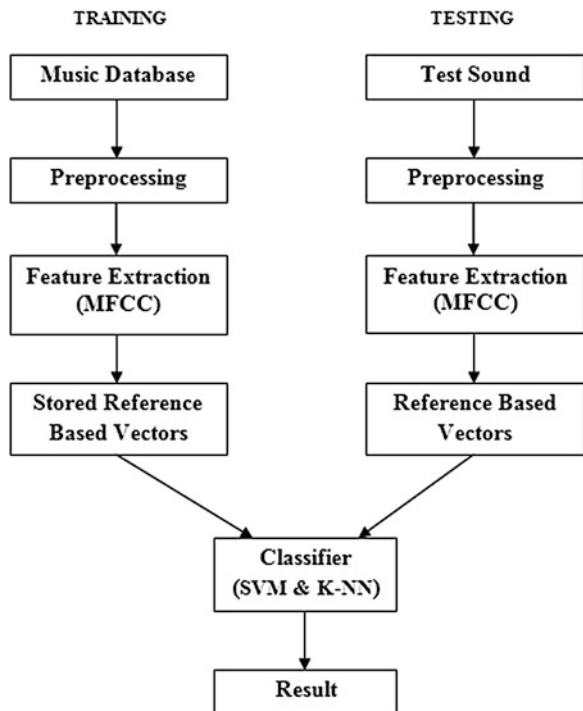 TRAINING
TESTING
Music Database
Test Sound
Preprocessing
Preprocessing
Feature Extraction
(MFCC)
Feature Extraction
(MFCC)
Stored Reference
Based Vectors
Reference Based
Vectors
Classifier
(SVM & K-NN)
Result